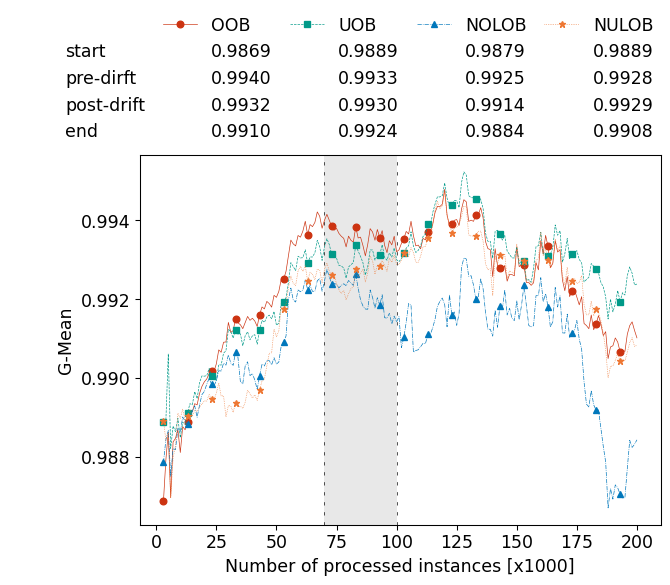 OOB UOB NOLOB NULOB
start 0.9869 0.9889 0.9879 0.9889
pre-dirft 0.9940 0.9933 0.9925 0.9928
post-drift 0.9932 0.9930 0.9914 0.9929
end 0.9910 0.9924 0.9884 0.9908
0.994
0.992
0.990
0.988
G-Mean
0 25 50 75 100 125 150 175 200
Number of processed instances [x1000]